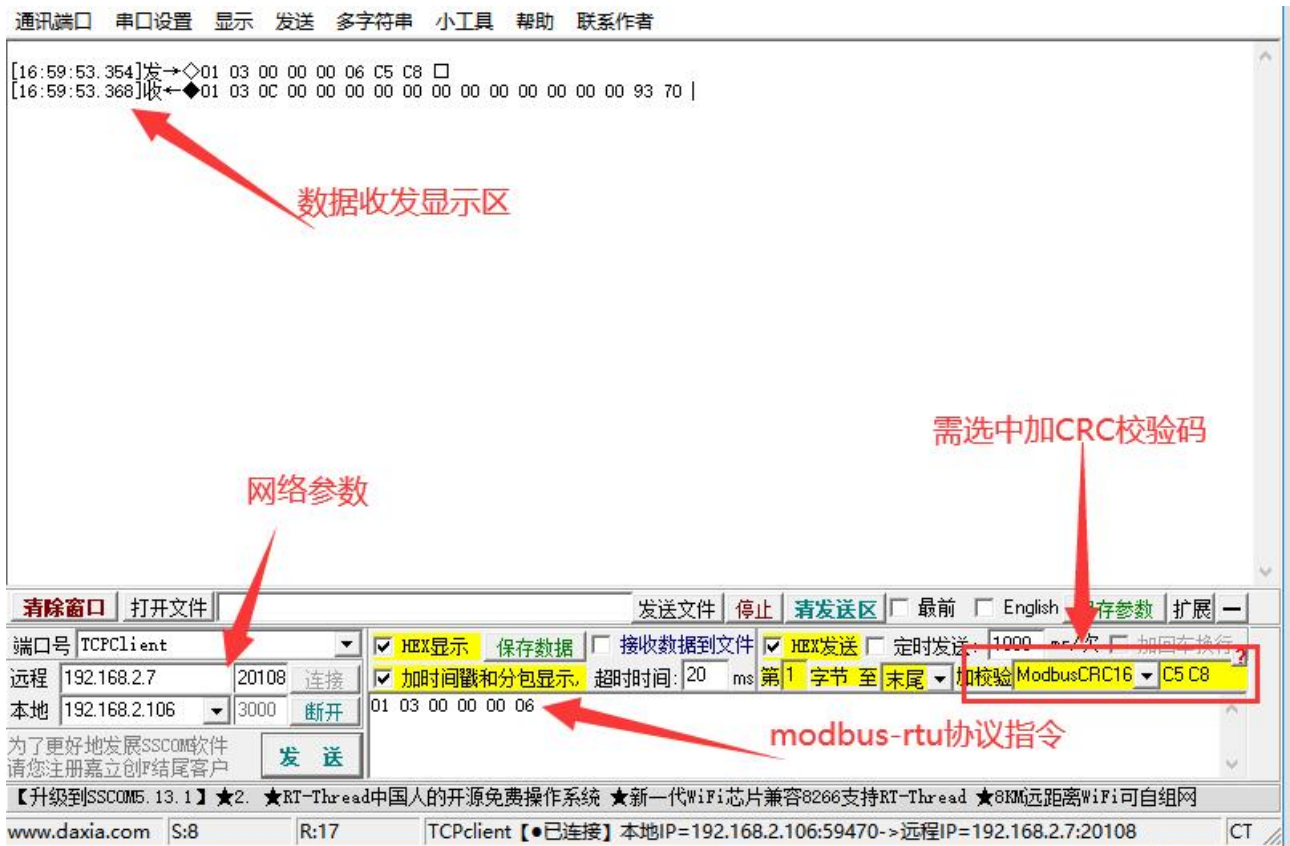 通讯端口 串口设置 显示 发送 多字符串 小工具 帮助 联系作者
[16:59:53.354]发→◇01 03 00 00 00 06 C5 C8 □
[16:59:53.368]收←◆01 03 0C 00 00 00 00 00 00 00 00 00 00 00 00 93 70
数据收发显示区
需选中加CRC校验码
网络参数
清除窗口 打开文件 发送文件 停止 清发送区 最前 English 存参数 扩展 —
端口号 TCPClient HEX显示 保存数据 接收数据到文件 HEX发送 定时发送: 1000 ms/次 加回车换行
远程 192.168.2.7 20108 连接 加时间戳和分包显示, 超时时间: 20 ms 第1 字节 至 末尾 加校验 ModbusCRC16 C5 C8 ?
本地 192.168.2.106 3000 断开 01 03 00 00 00 06
modbus-rtu协议指令
为了更好地发展SSCOM软件
请您注册嘉立创F结尾客户
发 送
【升级到SSCOM5.13.1】★2. ★RT-Thread中国人的开源免费操作系统 ★新一代WiFi芯片兼容8266支持RT-Thread ★8KM远距离WiFi可自组网
www.daxia.com S:8 R:17 TCPclient【●已连接】本地IP=192.168.2.106:59470->远程IP=192.168.2.7:20108 CT